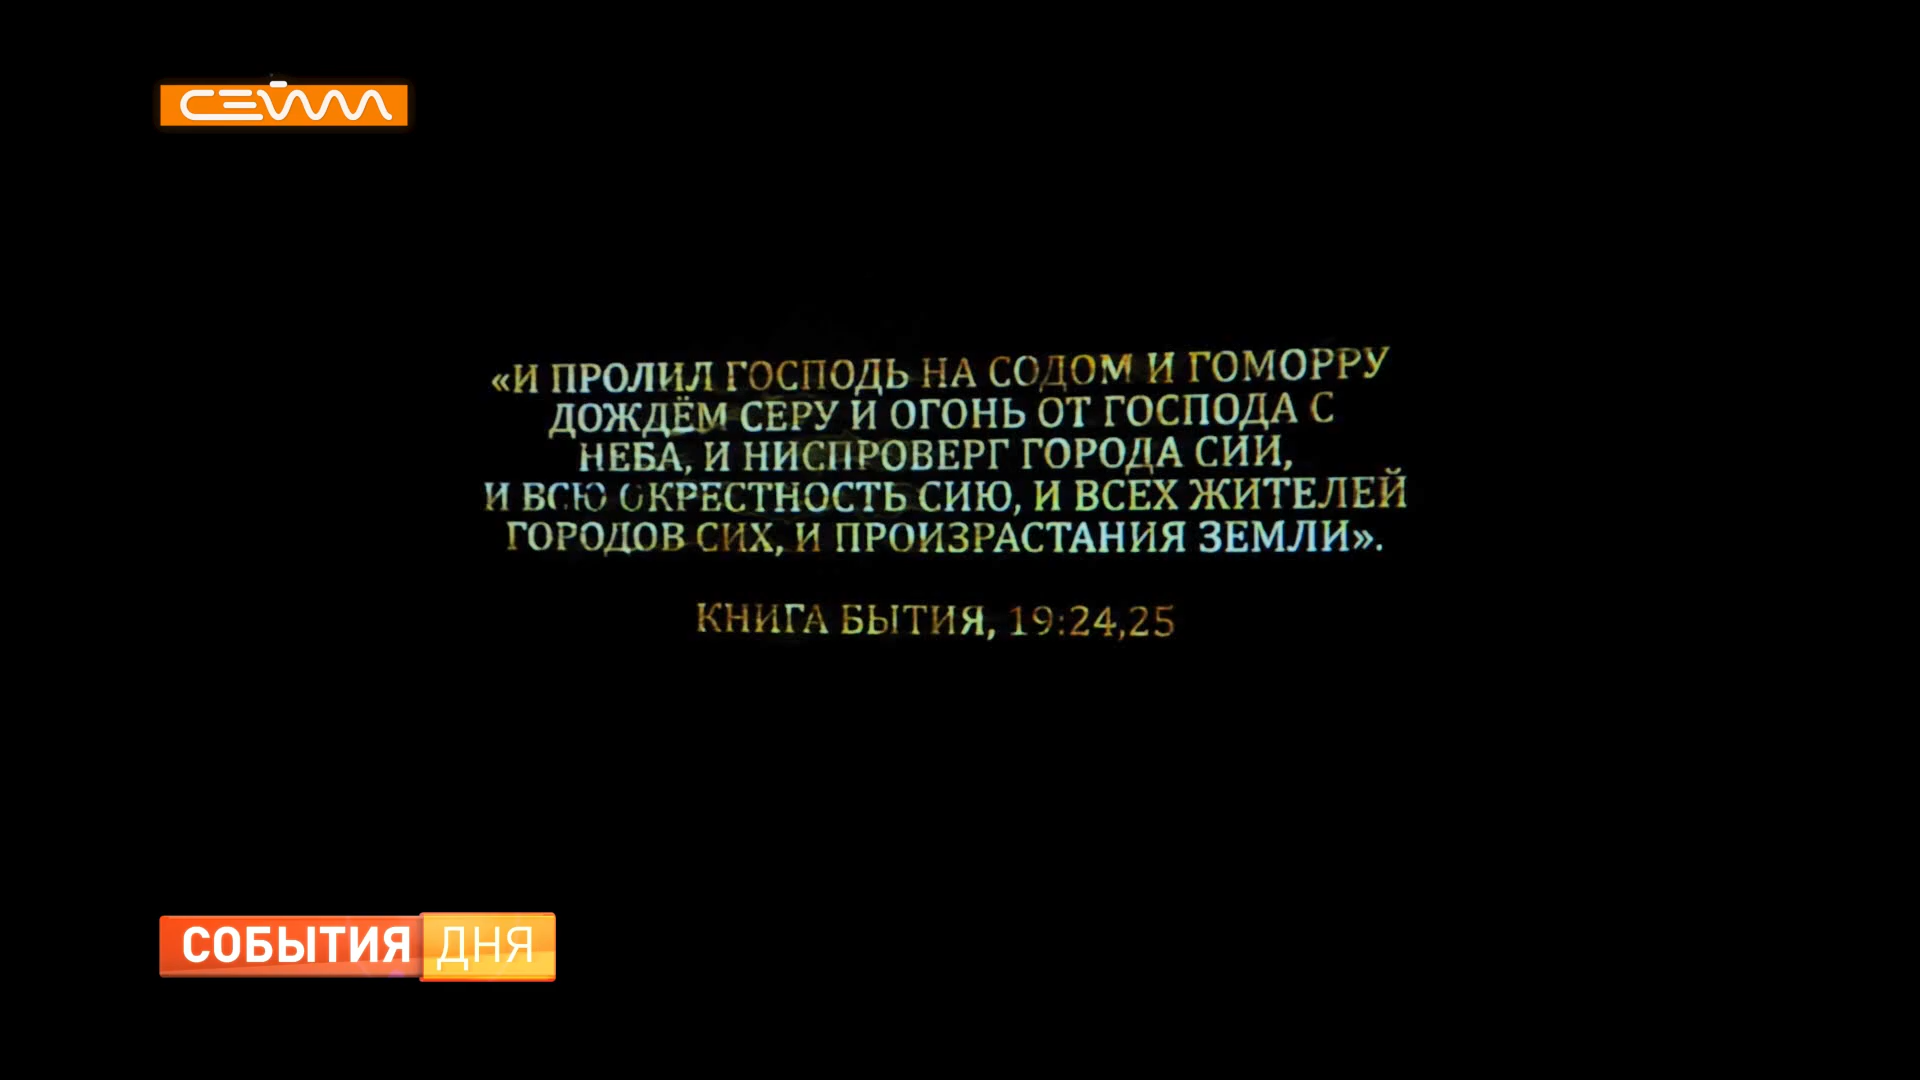 СЕЙМ
«И ПРОЛИЛ ГОСПОДЬ НА СОДОМ И ГОМОРРУ
ДОЖДЁМ СЕРУ И ОГОНЬ ОТ ГОСПОДА С
НЕБА, И НИСПРОВЕРГ ГОРОДА СИИ,
И ВСЮ ОКРЕСТНОСТЬ СИЮ, И ВСЕХ ЖИТЕЛЕЙ
ГОРОДОВ СИХ, И ПРОИЗРАСТАНИЯ ЗЕМЛИ».
КНИГА БЫТИЯ, 19:24,25
СОБЫТИЯ ДНЯ